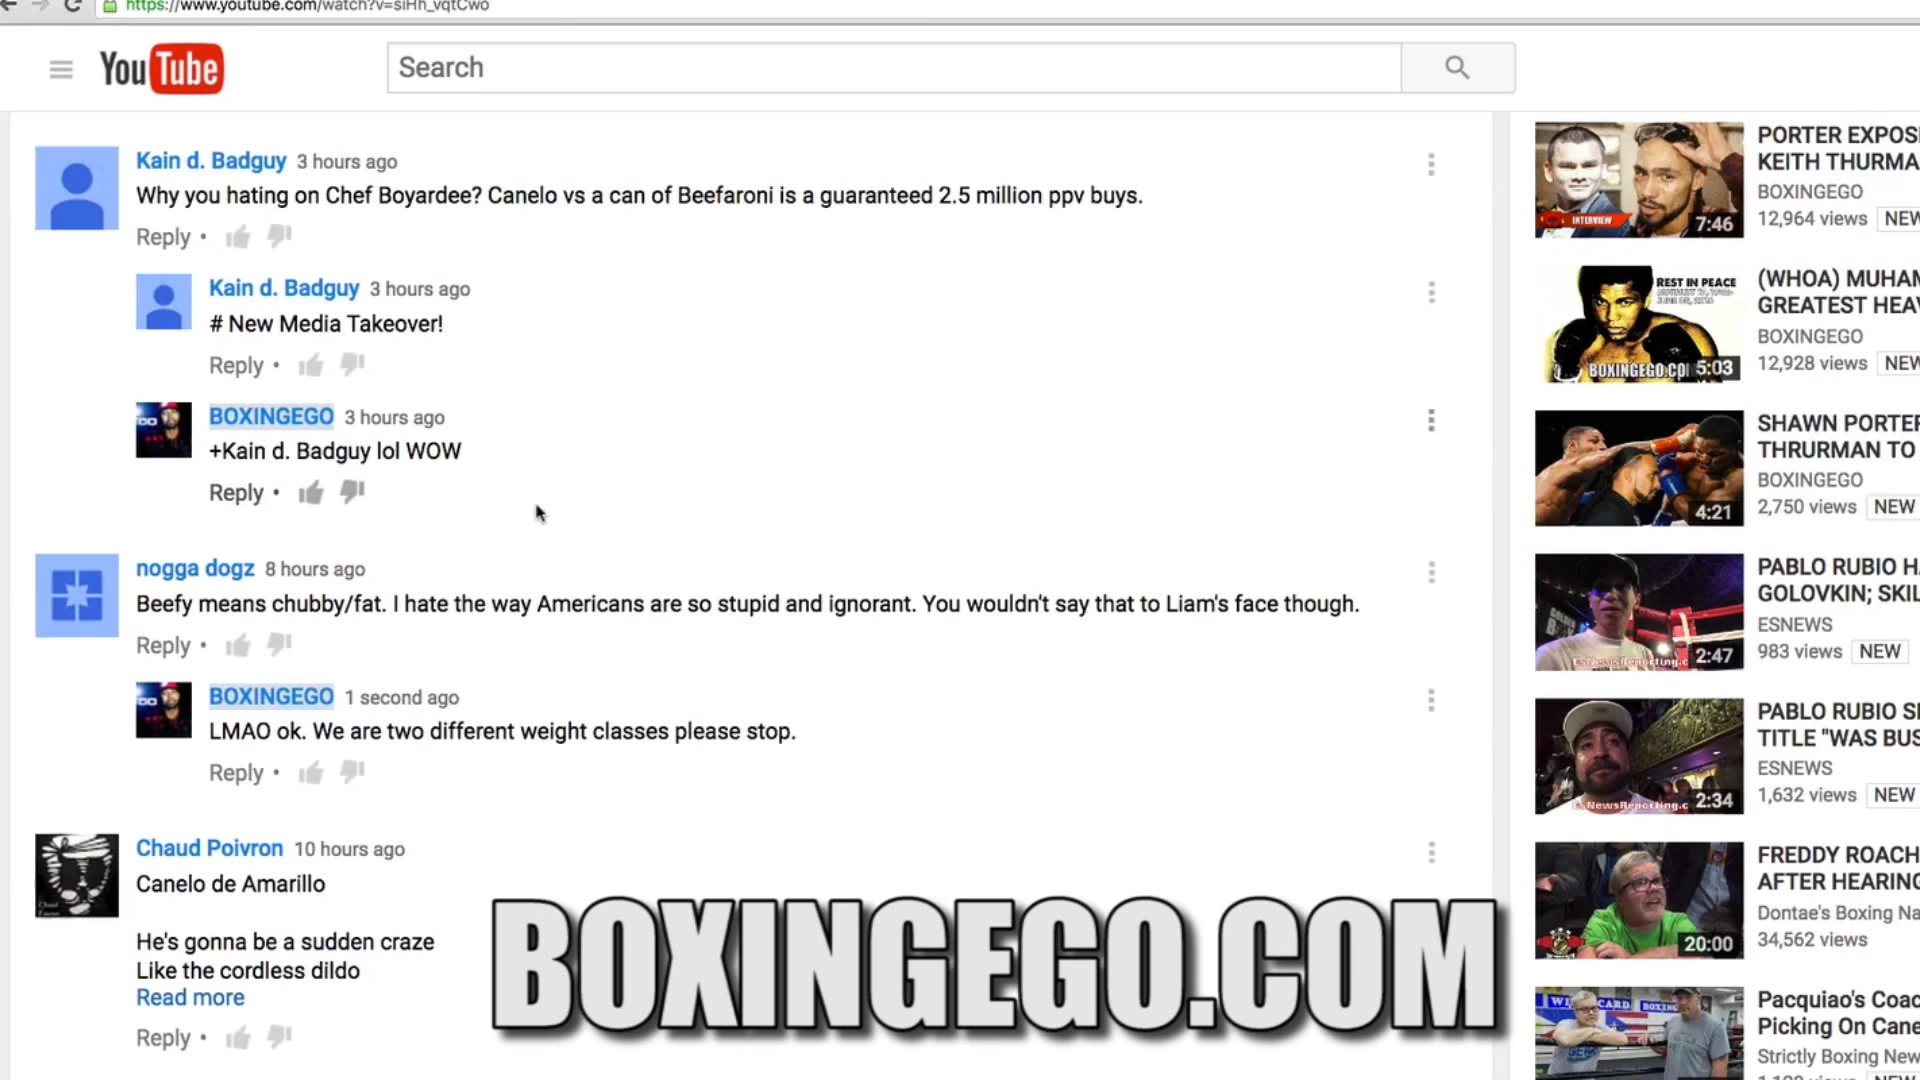 https://www.youtube.com/watch?v=siHh_vqtCwo
YouTube
Search
Kain d. Badguy 3 hours ago
Why you hating on Chef Boyardee? Canelo vs a can of Beefaroni is a guaranteed 2.5 million ppv buys.
Reply •
Kain d. Badguy 3 hours ago
# New Media Takeover!
Reply •
BOXINGEGO 3 hours ago
+Kain d. Badguy lol WOW
Reply •
nogga dogz 8 hours ago
Beefy means chubby/fat. I hate the way Americans are so stupid and ignorant. You wouldn't say that to Liam's face though.
Reply •
BOXINGEGO 1 second ago
LMAO ok. We are two different weight classes please stop.
Reply •
Chaud Poivron 10 hours ago
Canelo de Amarillo
He's gonna be a sudden craze
Like the cordless dildo
Read more
Reply •
BOXINGEGO.COM
INTERVIEW
7:46
PORTER EXPOS
KEITH THURMA
BOXINGEGO
12,964 views NEW
REST IN PEACE
BOXINGEGO.CO
5:03
(WHOA) MUHAM
GREATEST HEAV
BOXINGEGO
12,928 views NEW
4:21
SHAWN PORTER
THRURMAN TO
BOXINGEGO
2,750 views NEW
EsNewsReporting.c
2:47
PABLO RUBIO HA
GOLOVKIN; SKIL
ESNEWS
983 views NEW
EsNewsReporting.c
2:34
PABLO RUBIO S
TITLE "WAS BUS
ESNEWS
1,632 views NEW
20:00
FREDDY ROACH
AFTER HEARING
Dontae's Boxing Na
34,562 views
WI CARD BOXING
Pacquiao's Coac
Picking On Cane
Strictly Boxing New